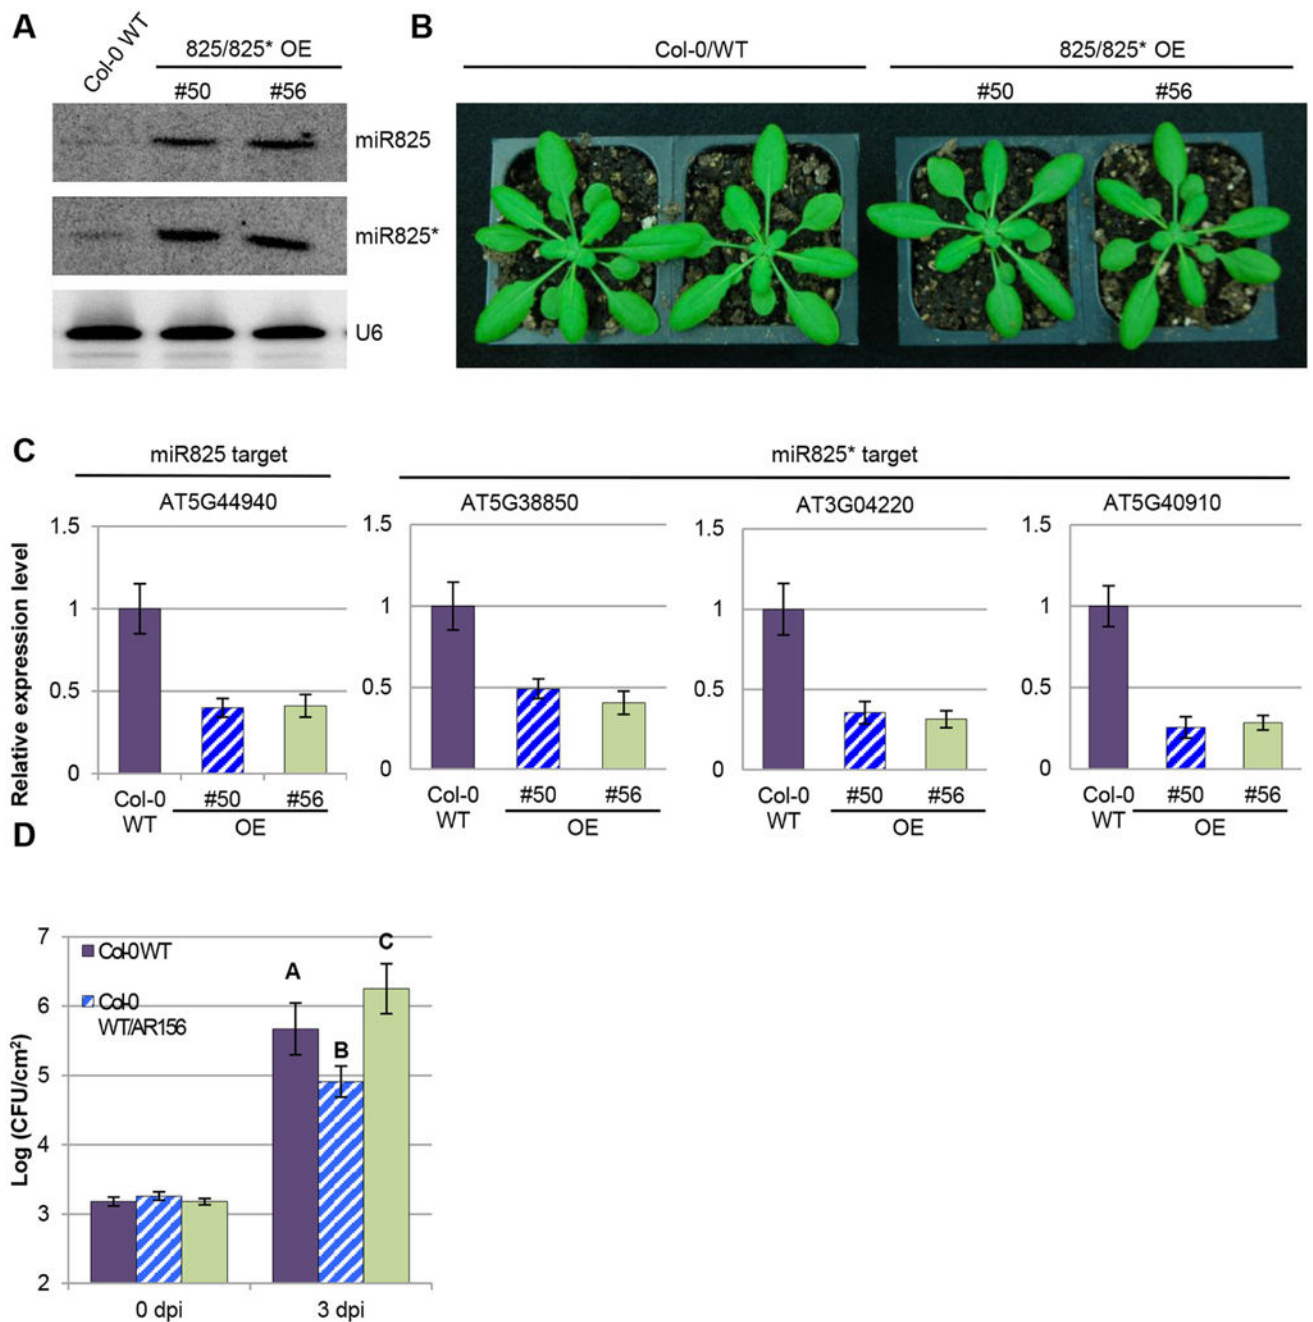 A
Col-0 WT
825/825* OE
#50 #56
miR825
miR825*
U6
B
Col-0/WT
825/825* OE
#50 #56
C
miR825 target
miR825* target
Relative expression level
AT5G44940
1.5
1
0.5
0
Col-0
WT
#50 #56
OE
AT5G38850
1.5
1
0.5
0
Col-0
WT
#50 #56
OE
AT3G04220
1.5
1
0.5
0
Col-0
WT
#50 #56
OE
AT5G40910
1.5
1
0.5
0
Col-0
WT
#50 #56
OE
D
Log (CFU/cm²)
7
6
5
4
3
2
Col-0 WT
Col-0
WT/AR156
A
B
C
0 dpi 3 dpi